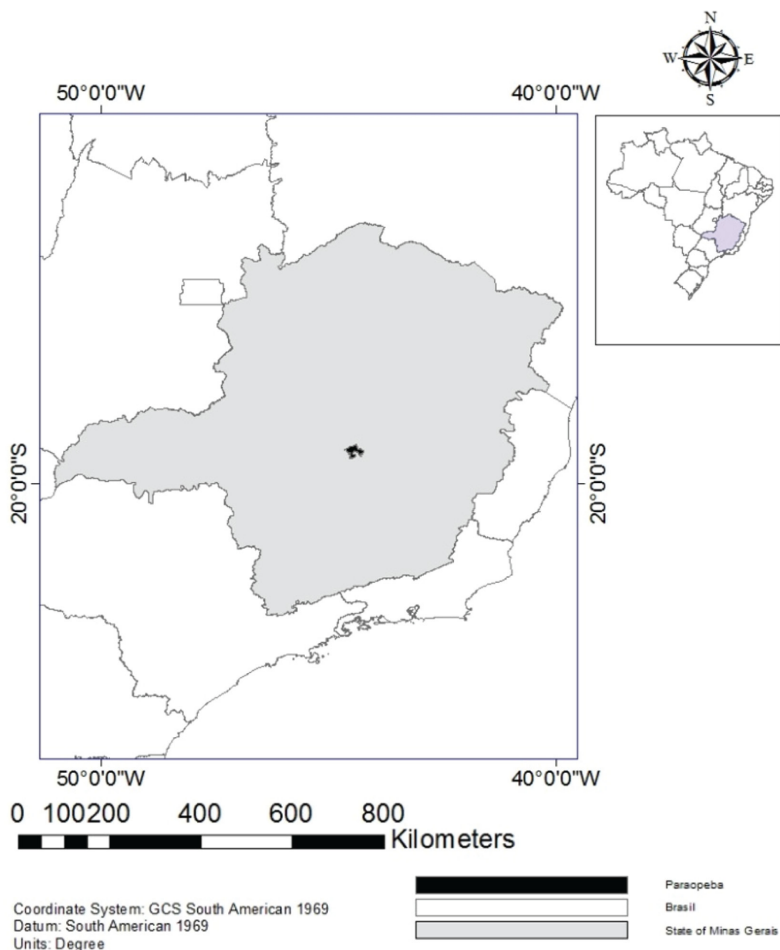 N
W E
S
50°0'0"W 40°0'0"W
20°0'0"S 20°0'0"S
50°0'0"W 40°0'0"W
0 100 200 400 600 800
Kilometers
Coordinate System: GCS South American 1969
Datum: South American 1969
Units: Degree
Paraopeba
Brasil
State of Minas Gerais